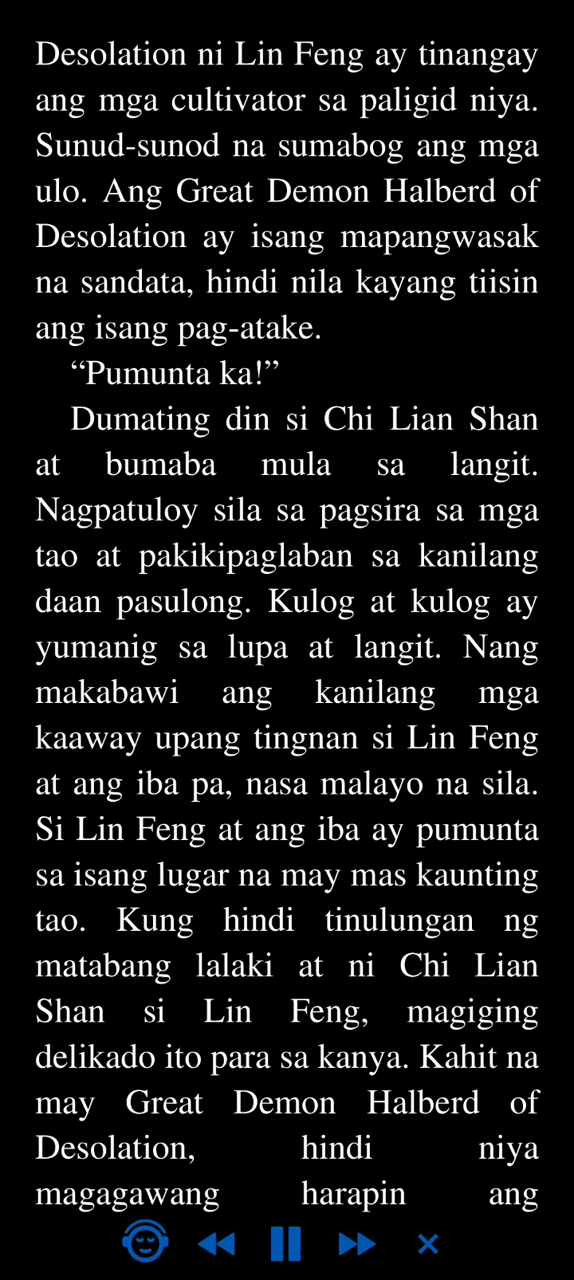 Desolation ni Lin Feng ay tinangay
ang mga cultivator sa paligid niya.
Sunud-sunod na sumabog ang mga
ulo. Ang Great Demon Halberd of
Desolation ay isang mapangwasak
na sandata, hindi nila kayang tiisin
ang isang pag-atake.
“Pumunta ka!”
Dumating din si Chi Lian Shan
at bumaba mula sa langit.
Nagpatuloy sila sa pagsira sa mga
tao at pakikipaglaban sa kanilang
daan pasulong. Kulog at kulog ay
yumanig sa lupa at langit. Nang
makabawi ang kanilang mga
kaaway upang tingnan si Lin Feng
at ang iba pa, nasa malayo na sila.
Si Lin Feng at ang iba ay pumunta
sa isang lugar na may mas kaunting
tao. Kung hindi tinulungan ng
matabang lalaki at ni Chi Lian
Shan si Lin Feng, magiging
delikado ito para sa kanya. Kahit na
may Great Demon Halberd of
Desolation, hindi niya
magagawang harapin ang